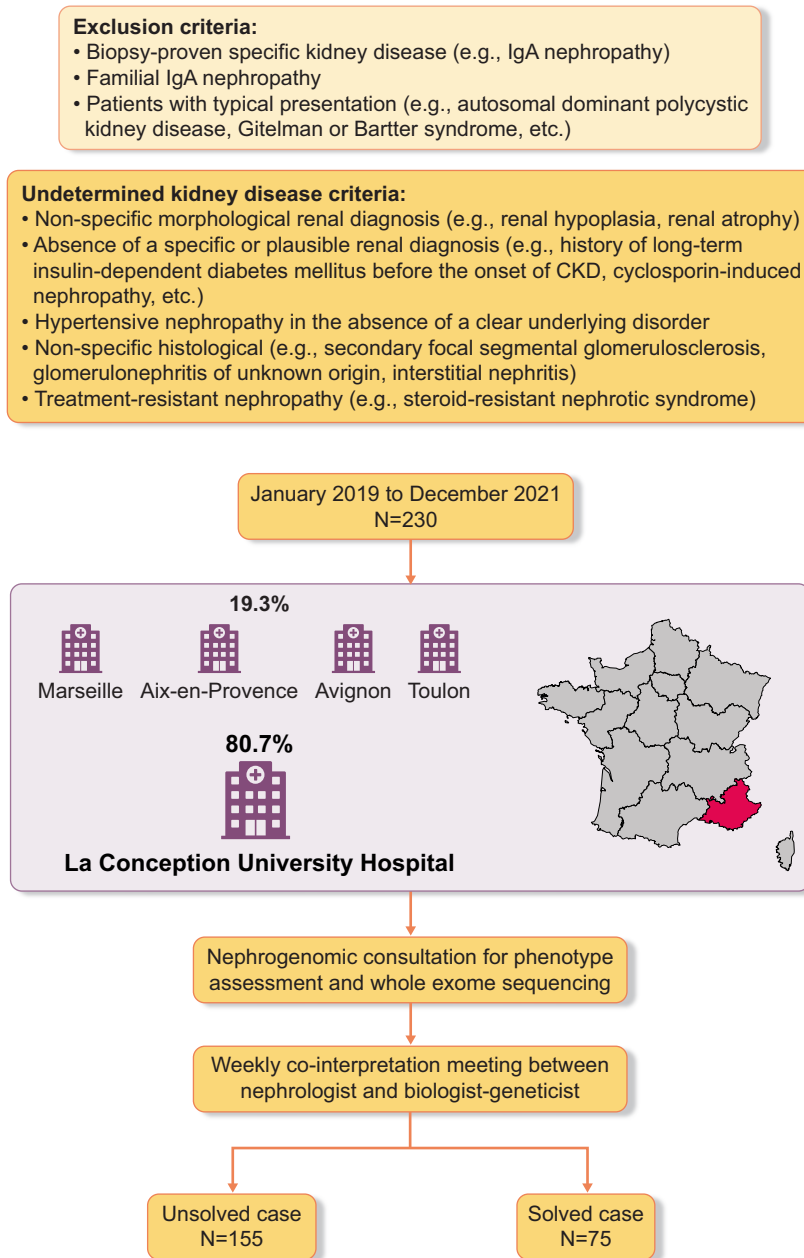 Exclusion criteria:
• Biopsy-proven specific kidney disease (e.g., IgA nephropathy)
• Familial IgA nephropathy
• Patients with typical presentation (e.g., autosomal dominant polycystic
kidney disease, Gitelman or Bartter syndrome, etc.)
Undetermined kidney disease criteria:
• Non-specific morphological renal diagnosis (e.g., renal hypoplasia, renal atrophy)
• Absence of a specific or plausible renal diagnosis (e.g., history of long-term
insulin-dependent diabetes mellitus before the onset of CKD, cyclosporin-induced
nephropathy, etc.)
• Hypertensive nephropathy in the absence of a clear underlying disorder
• Non-specific histological (e.g., secondary focal segmental glomerulosclerosis,
glomerulonephritis of unknown origin, interstitial nephritis)
• Treatment-resistant nephropathy (e.g., steroid-resistant nephrotic syndrome)
January 2019 to December 2021
N=230
19.3%
Marseille Aix-en-Provence Avignon Toulon
80.7%
La Conception University Hospital
Nephrogenomic consultation for phenotype
assessment and whole exome sequencing
Weekly co-interpretation meeting between
nephrologist and biologist-geneticist
Unsolved case
N=155
Solved case
N=75